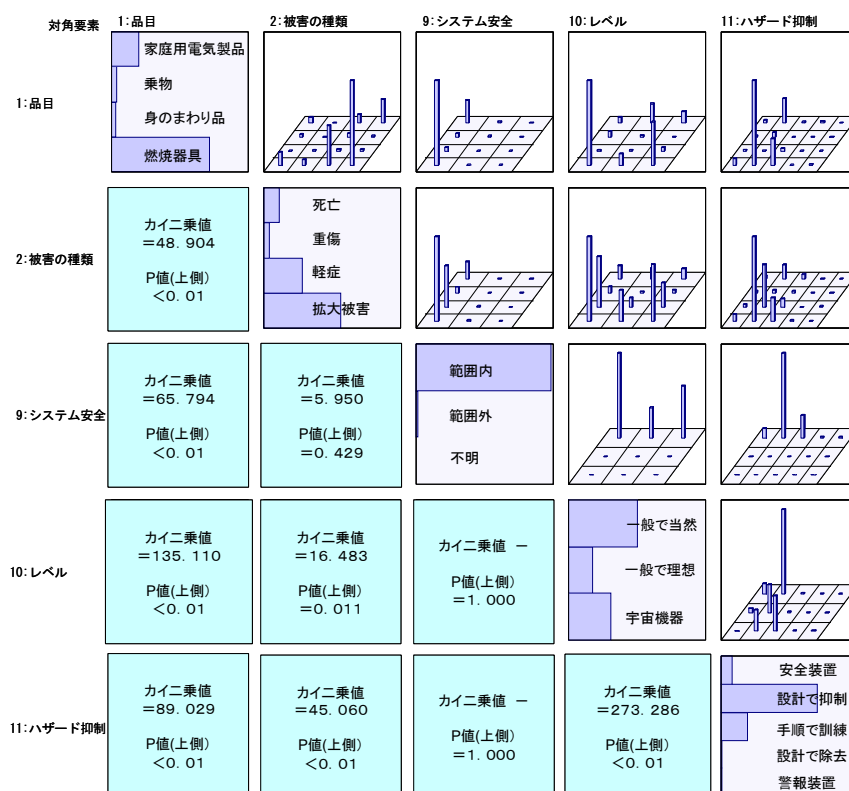 対角要素
1:品目
2:被害の種類
9:システム安全
10:レベル
11:ハザード抑制
1:品目
家庭用電気製品
乗物
身のまわり品
燃焼器具
2:被害の種類
カイ二乗値
=48.904
P値(上側)
<0.01
死亡
重傷
軽症
拡大被害
9:システム安全
カイ二乗値
=65.794
P値(上側)
<0.01
カイ二乗値
=5.950
P値(上側)
=0.429
範囲内
範囲外
不明
10:レベル
カイ二乗値
=135.110
P値(上側)
<0.01
カイ二乗値
=16.483
P値(上側)
=0.011
カイ二乗値 －
P値(上側)
=1.000
一般で当然
一般で理想
宇宙機器
11:ハザード抑制
カイ二乗値
=89.029
P値(上側)
<0.01
カイ二乗値
=45.060
P値(上側)
<0.01
カイ二乗値 －
P値(上側)
=1.000
カイ二乗値
=273.286
P値(上側)
<0.01
安全装置
設計で抑制
手順で訓練
設計で除去
警報装置